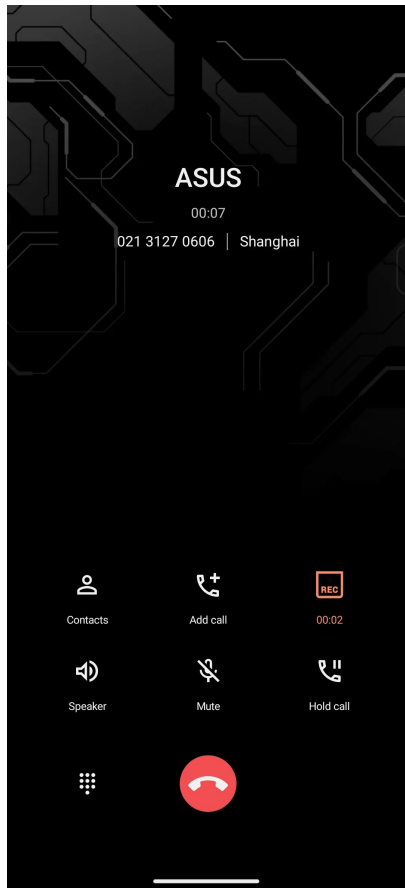 ASUS
00:07
021 3127 0606 | Shanghai
Contacts
Add call
REC
00:02
Speaker
Mute
Hold call